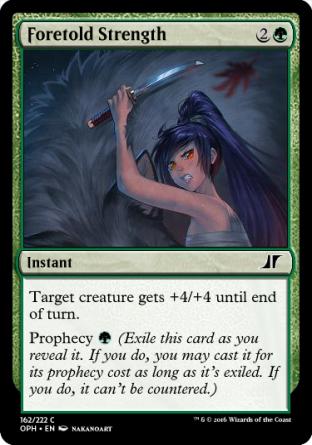 Foretold Strength 2
Instant
Target creature gets +4/+4 until end
of turn.
Prophecy (Exile this card as you
reveal it. If you do, you may cast it for
its prophecy cost as long as it's exiled. If
you do, it can't be countered.)
162/222 C
OPH • EN NAKANOART
™ & © 2016 Wizards of the Coast